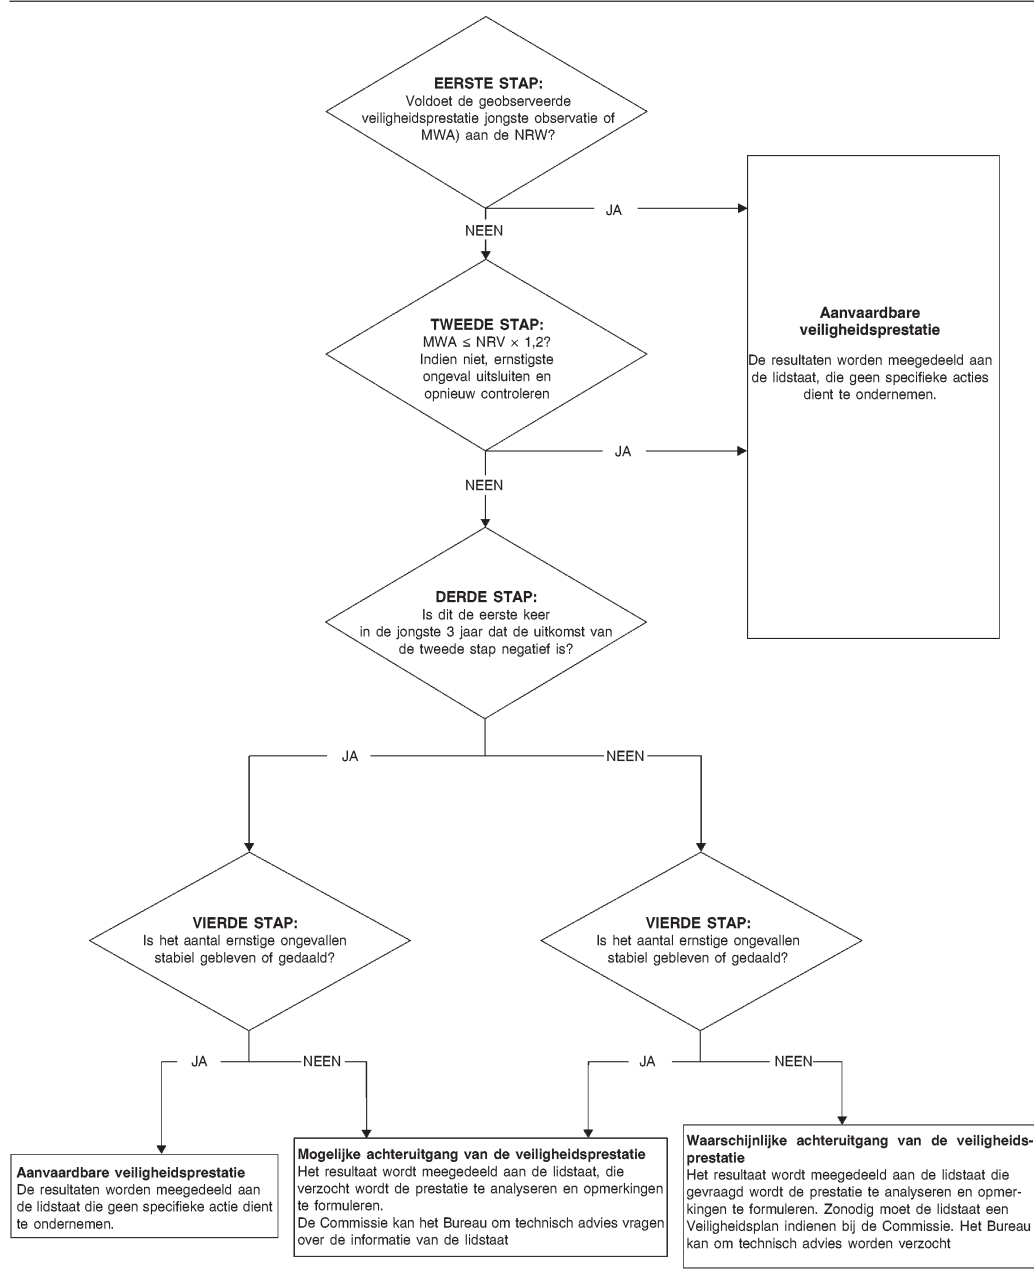 EERSTE STAP:
Voldoet de geobserveerde
veiligheidsprestatie jongste observatie of
MWA) aan de NRW?
JA
NEEN
Aanvaardbare
veiligheidsprestatie
De resultaten worden meegedeeld aan
de lidstaat, die geen specifieke acties
dient te ondernemen.
TWEEDE STAP:
MWA ≤ NRV × 1,2?
Indien niet, ernstigste
ongeval uitsluiten en
opnieuw controleren
JA
NEEN
DERDE STAP:
Is dit de eerste keer
in de jongste 3 jaar dat de uitkomst van
de tweede stap negatief is?
JA
NEEN
VIERDE STAP:
Is het aantal ernstige ongevallen
stabiel gebleven of gedaald?
VIERDE STAP:
Is het aantal ernstige ongevallen
stabiel gebleven of gedaald?
JA
NEEN
JA
NEEN
Aanvaardbare veiligheidsprestatie
De resultaten worden meegedeeld aan
de lidstaat die geen specifieke actie dient
te ondernemen.
Mogelijke achteruitgang van de veiligheidsprestatie
Het resultaat wordt meegedeeld aan de lidstaat, die
verzocht wordt de prestatie te analyseren en opmerkingen
te formuleren.
De Commissie kan het Bureau om technisch advies vragen
over de informatie van de lidstaat
Waarschijnlijke achteruitgang van de veiligheids-
prestatie
Het resultaat wordt meegedeeld aan de lidstaat die
gevraagd wordt de prestatie te analyseren en opmer-
kingen te formuleren. Zonodig moet de lidstaat een
Veiligheidsplan indienen bij de Commissie. Het Bureau
kan om technisch advies worden verzocht